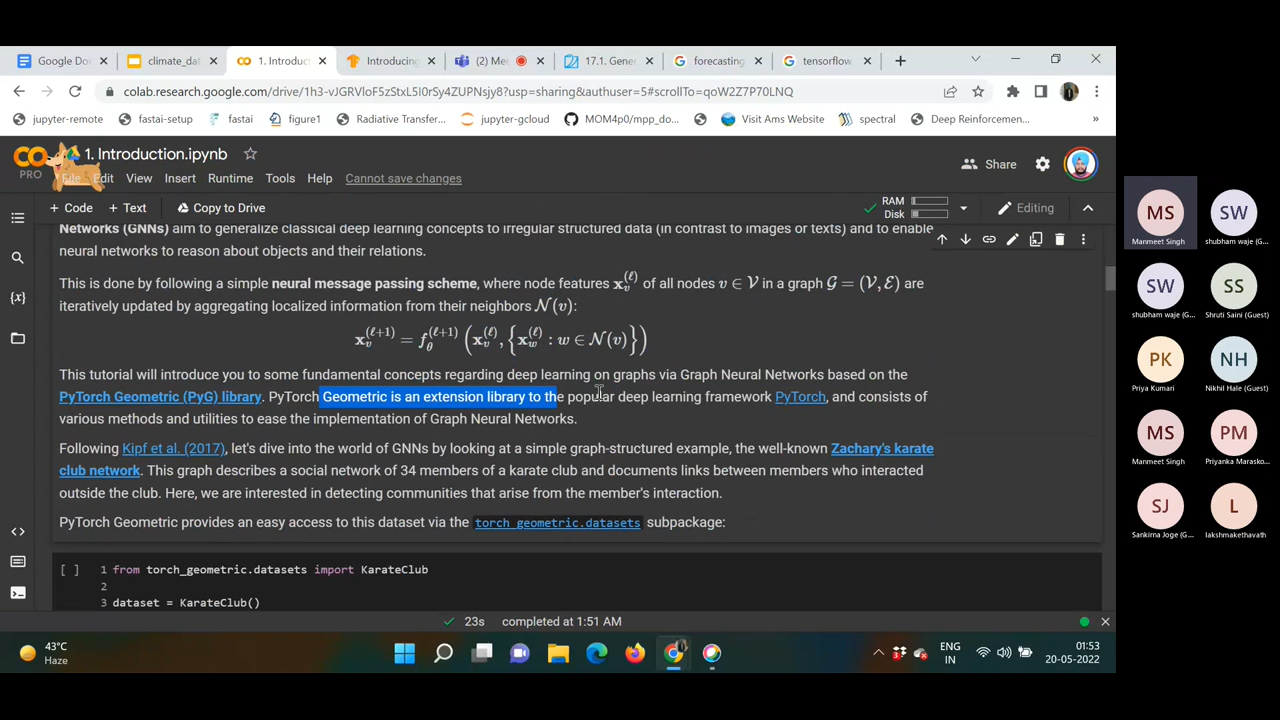 Google Do
climate_dat
1. Introduc
Introducing
(2) Me
17.1. Gene
forecasting
tensorflow
colab.research.google.com/drive/1h3-vJGRVloF5zStxL5I0rSy4ZUPNsjy8?usp=sharing&authuser=5#scrollTo=qoW2Z7P70LNQ
jupyter-remote
fastai-setup
fastai
figure1
Radiative Transfer...
jupyter-gcloud
MOM4p0/mpp_do...
Visit Ams Website
spectral
Deep Reinforcemen...
»
CO
PRO
1. Introduction.ipynb
File Edit View Insert Runtime Tools Help Cannot save changes
Share
+ Code + Text Copy to Drive
RAM
Disk
Editing
Networks (GNNs) aim to generalize classical deep learning concepts to irregular structured data (in contrast to images or texts) and to enable
neural networks to reason about objects and their relations.
This is done by following a simple neural message passing scheme, where node features x_v^(ℓ) of all nodes v ∈ V in a graph G = (V, E) are
iteratively updated by aggregating localized information from their neighbors N(v):
x_v^(ℓ+1) = f_θ^(ℓ+1) (x_v^(ℓ), {x_w^(ℓ) : w ∈ N(v)})
This tutorial will introduce you to some fundamental concepts regarding deep learning on graphs via Graph Neural Networks based on the
PyTorch Geometric (PyG) library. PyTorch Geometric is an extension library to the popular deep learning framework PyTorch, and consists of
various methods and utilities to ease the implementation of Graph Neural Networks.
Following Kipf et al. (2017), let's dive into the world of GNNs by looking at a simple graph-structured example, the well-known Zachary's karate
club network. This graph describes a social network of 34 members of a karate club and documents links between members who interacted
outside the club. Here, we are interested in detecting communities that arise from the member's interaction.
PyTorch Geometric provides an easy access to this dataset via the torch_geometric.datasets subpackage:
[ ] 1 from torch_geometric.datasets import KarateClub
2
3 dataset = KarateClub()
23s completed at 1:51 AM
43°C
Haze
ENG
IN
01:53
20-05-2022
MS
Manmeet Singh
SW
shubham waje (Guest)
SW
shubham waje (Guest)
SS
Shruti Saini (Guest)
PK
Priya Kumari
NH
Nikhil Hale (Guest)
MS
Manmeet Singh
PM
Priyanka Marasko...
SJ
Sankirna Joge (G...
L
lakshmakethavath